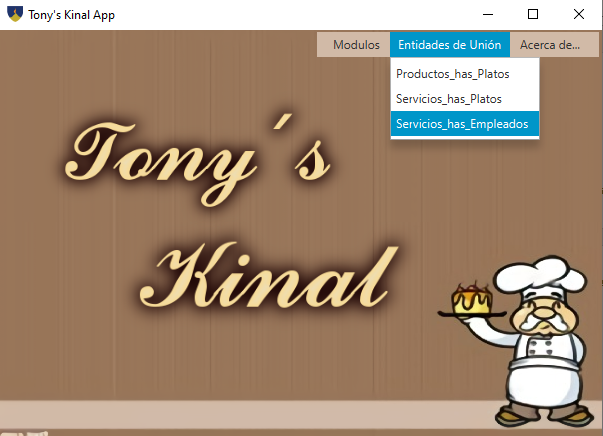 Tony's Kinal App
Modulos Entidades de Unión Acerca de...
Productos_has_Platos
Servicios_has_Platos
Servicios_has_Empleados
Tony´s
Kinal